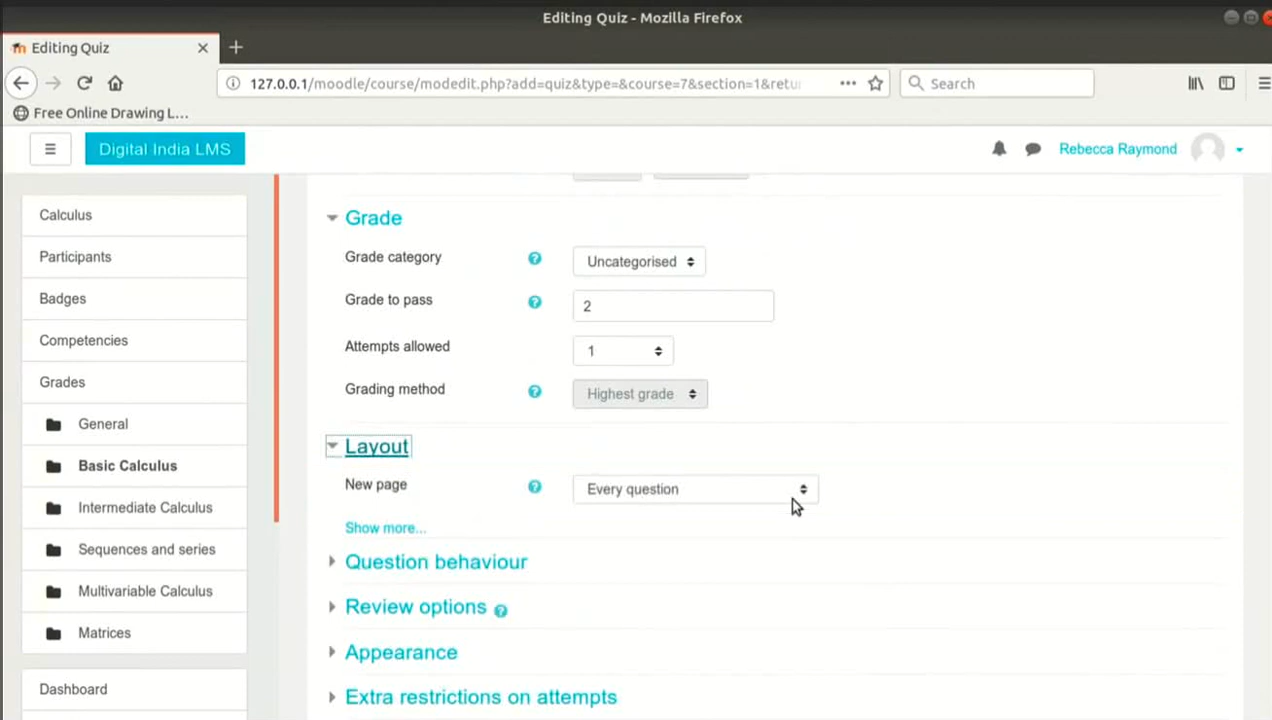 Editing Quiz - Mozilla Firefox
Editing Quiz
127.0.0.1/moodle/course/modedit.php?add=quiz&type=&course=7&section=1&retu
Search
Free Online Drawing L...
Digital India LMS
Rebecca Raymond
Calculus
Participants
Badges
Competencies
Grades
General
Basic Calculus
Intermediate Calculus
Sequences and series
Multivariable Calculus
Matrices
Dashboard
Grade
Grade category ? Uncategorised
Grade to pass ? 2
Attempts allowed 1
Grading method ? Highest grade
Layout
New page ? Every question
Show more...
Question behaviour
Review options ?
Appearance
Extra restrictions on attempts